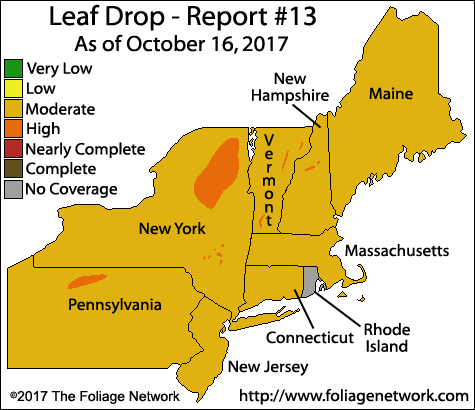 Leaf Drop - Report #13
As of October 16, 2017
Very Low
Low
Moderate
High
Nearly Complete
Complete
No Coverage
New
Hampshire
Maine
Vermont
New York
Massachusetts
Pennsylvania
Connecticut
Rhode
Island
New Jersey
©2017 The Foliage Network
http://www.foliagenetwork.com